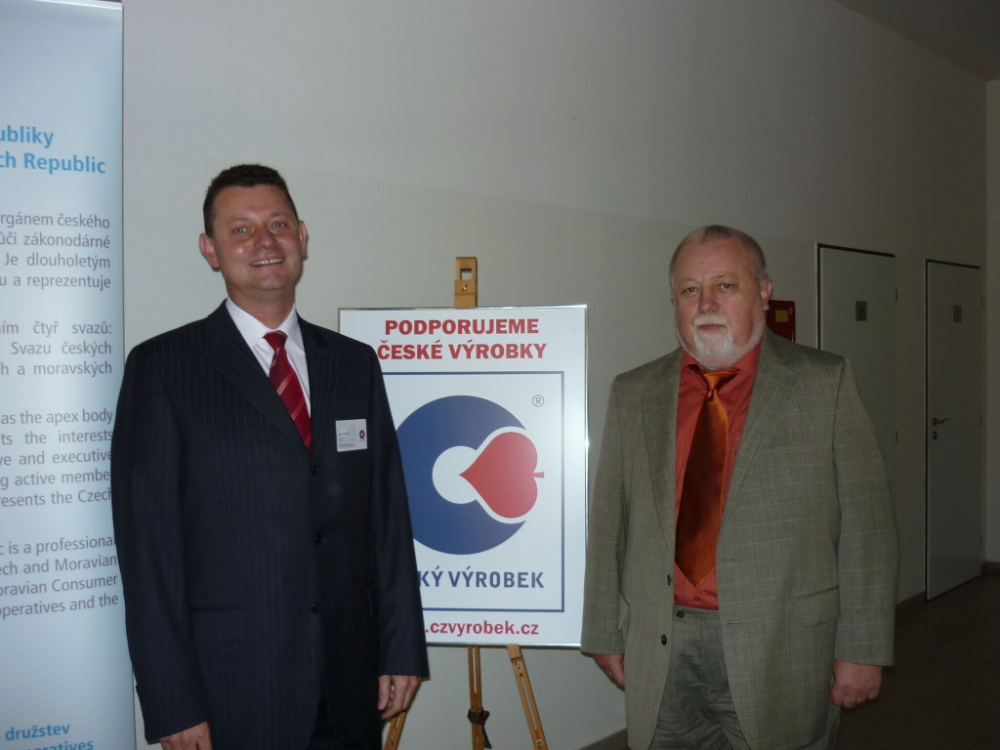 ubliky
ch Republic
rgánem českého
ůči zákonodárné
Je dlouholetým
u a reprezentuje
ním čtyř svazů:
Svazu českých
h a moravských
as the apex body
ts the interests
ve and executive
g active membe
resents the Czech
c is a professional
ech and Moravian
oravian Consumer
operatives and the
družstev
eratives
PODPORUJEME
ČESKÉ VÝROBKY
®
KÝ VÝROBEK
.czvyrobek.cz